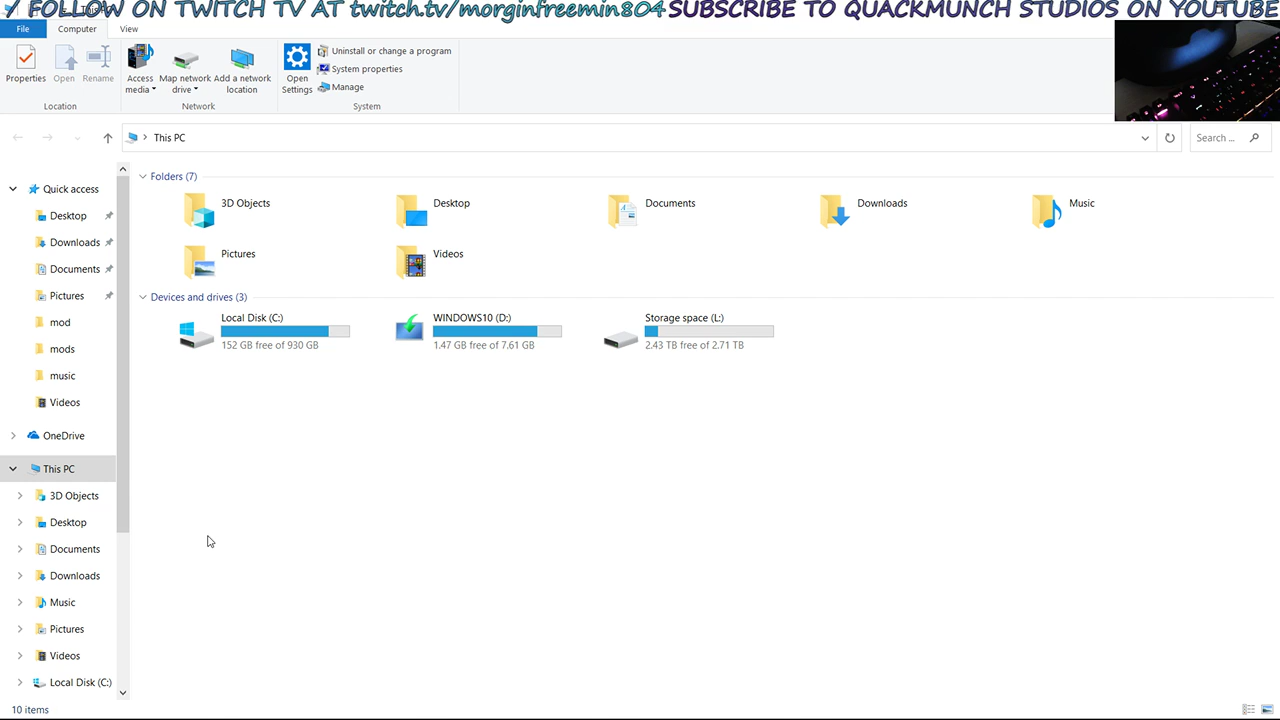 / FOLLOW ON TWITCH TV AT twitch.tv/morginfreemin804 SUBSCRIBE TO QUACKMUNCH STUDIOS ON YOUTUBE
File Computer View
Properties Open Rename Access media Map network drive Add a network location Open Settings
Uninstall or change a program
System properties
Manage
Location Network System
This PC
Search ...
Quick access
Desktop
Downloads
Documents
Pictures
mod
mods
music
Videos
OneDrive
This PC
3D Objects
Desktop
Documents
Downloads
Music
Pictures
Videos
Local Disk (C:)
Folders (7)
3D Objects Desktop Documents Downloads Music
Pictures Videos
Devices and drives (3)
Local Disk (C:) WINDOWS10 (D:) Storage space (L:)
152 GB free of 930 GB 1.47 GB free of 7.61 GB 2.43 TB free of 2.71 TB
10 items